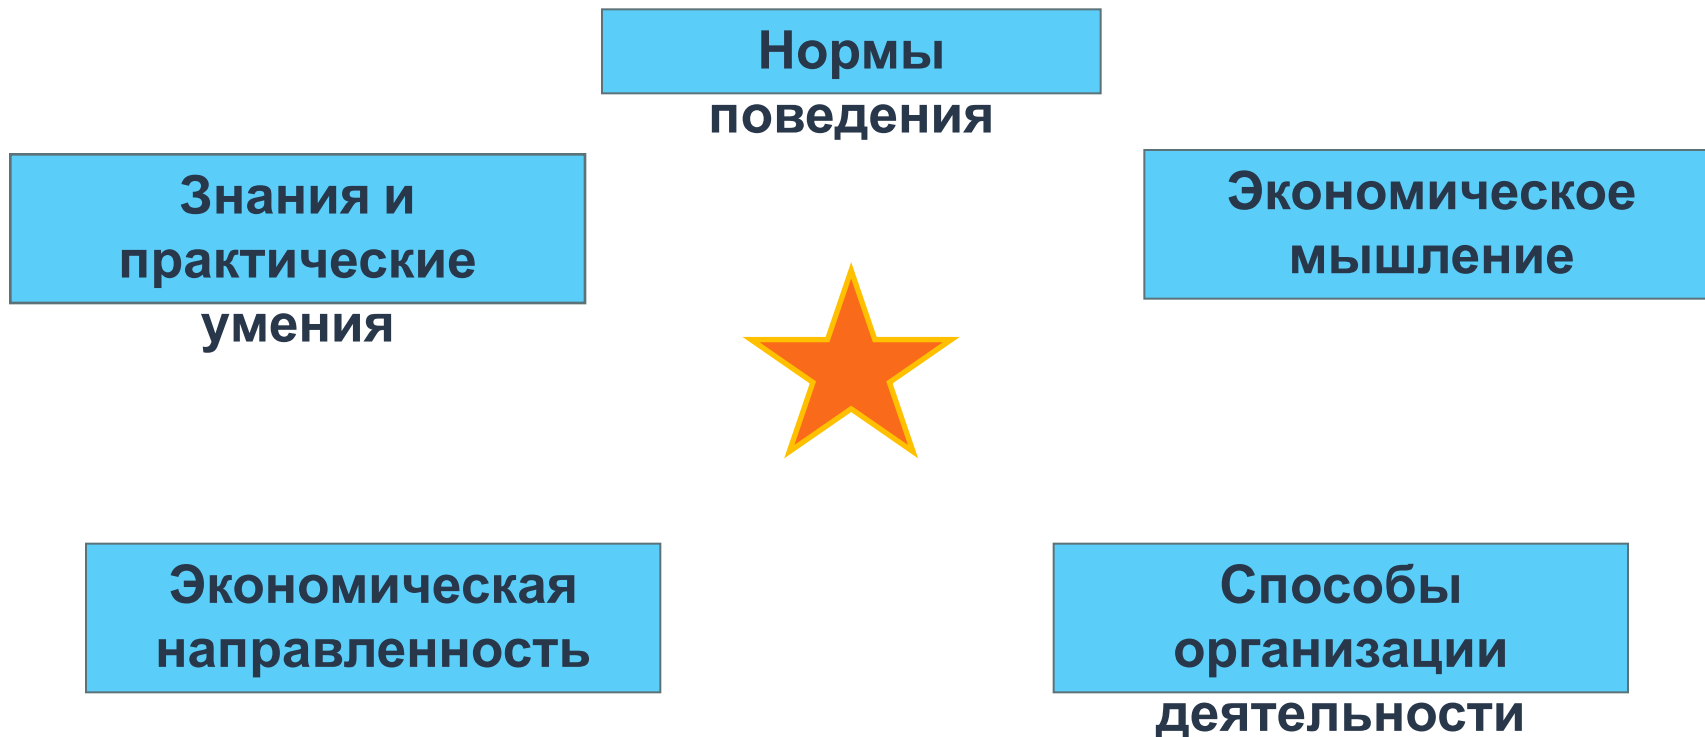 Нормы
поведения
Знания и
практические
умения
Экономическое
мышление
Экономическая
направленность
Способы
организации
деятельности